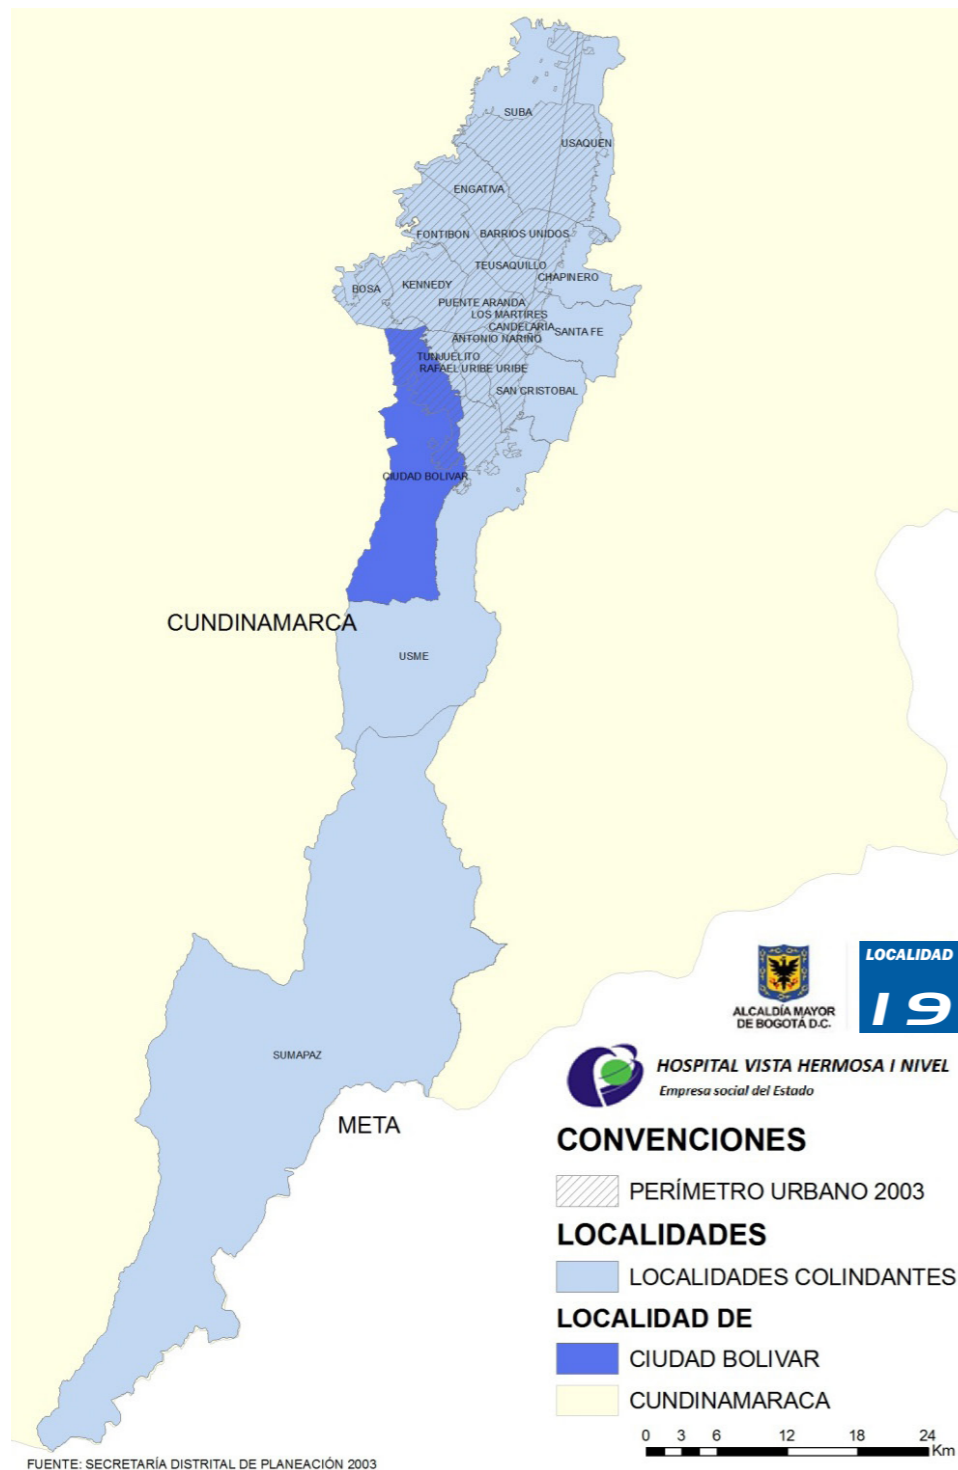 SUBA
USAQUEN
ENGATIVA
FONTIBON
BARRIOS UNIDOS
TEUSAQUILLO
CHAPINERO
BOSA
KENNEDY
PUENTE ARANDA
LOS MARTIRES
CANDELARIA
SANTA FE
ANTONIO NARIÑO
TUNJUELITO
RAFAEL URIBE URIBE
SAN CRISTOBAL
CIUDAD BOLIVAR
CUNDINAMARCA
USME
SUMAPAZ
META
ALCALDÍA MAYOR
DE BOGOTÁ D.C.
LOCALIDAD
19
HOSPITAL VISTA HERMOSA I NIVEL
Empresa social del Estado
CONVENCIONES
PERÍMETRO URBANO 2003
LOCALIDADES
LOCALIDADES COLINDANTES
LOCALIDAD DE
CIUDAD BOLIVAR
CUNDINAMARACA
0 3 6 12 18 24
Km
FUENTE: SECRETARÍA DISTRITAL DE PLANEACIÓN 2003